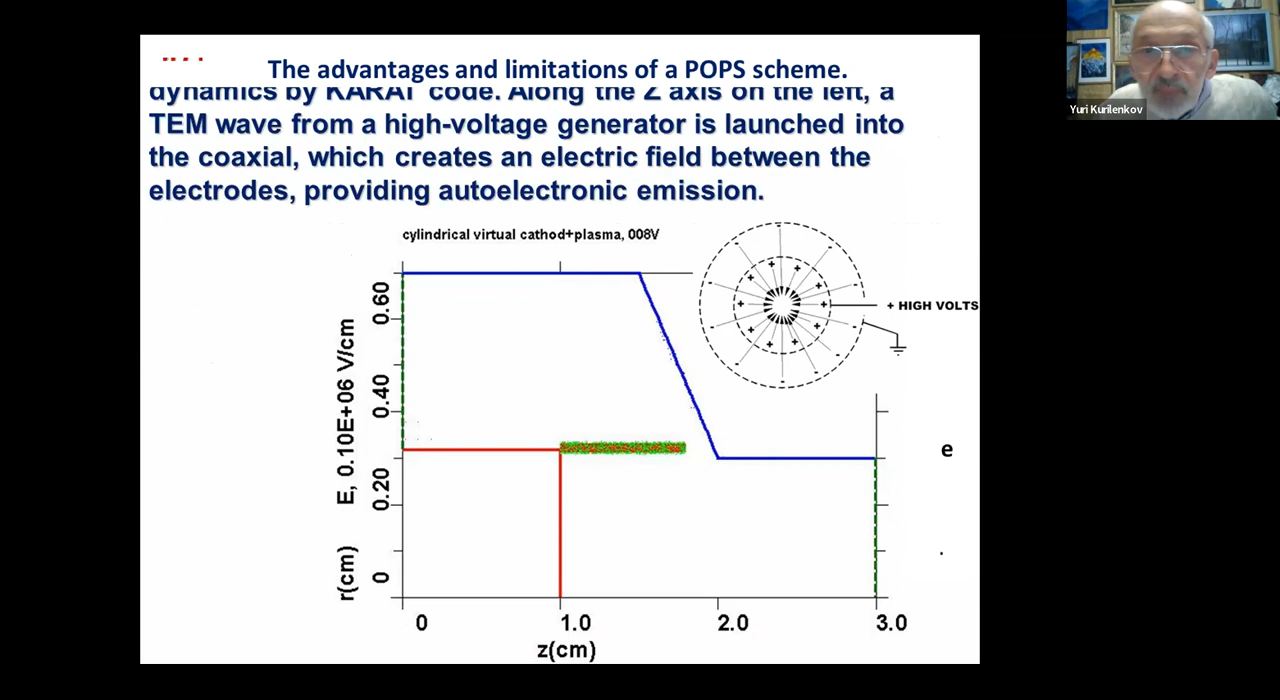 The advantages and limitations of a POPS scheme.
dynamics by KARAT code. Along the Z axis on the left, a
TEM wave from a high-voltage generator is launched into
the coaxial, which creates an electric field between the
electrodes, providing autoelectronic emission.
Yuri Kurilenkov
cylindrical virtual cathod+plasma, 008V
+ HIGH VOLTS
r(cm) E, 0.10E+06 V/cm
0.60
0.40
0.20
0
e
.
0 1.0 2.0 3.0
z(cm)